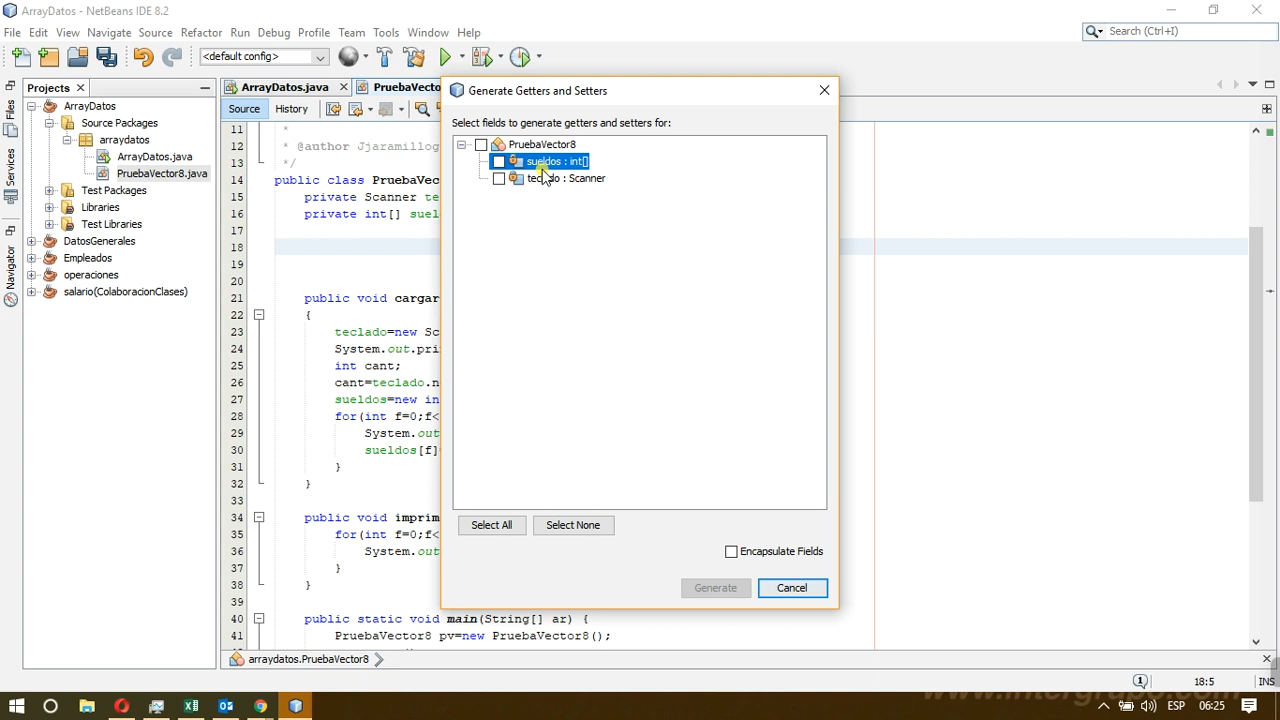 ArrayDatos - NetBeans IDE 8.2
File Edit View Navigate Source Refactor Run Debug Profile Team Tools Window Help
Search (Ctrl+I)
<default config>
Projects
ArrayDatos.java
PruebaVecto
Source History
Files
Services
Navigator
ArrayDatos
Source Packages
arraydatos
ArrayDatos.java
PruebaVector8.java
Test Packages
Libraries
Test Libraries
DatosGenerales
Empleados
operaciones
salario(ColaboracionClases)
11 *
12 * @author Jjaramillog
13 */
14 public class PruebaVec
15 private Scanner te
16 private int[] suel
17
18
19
20
21 public void cargar
22 {
23 teclado=new Sc
24 System.out.pri
25 int cant;
26 cant=teclado.n
27 sueldos=new in
28 for(int f=0;f<
29 System.out
30 sueldos[f]
31 }
32 }
33
34 public void imprim
35 for(int f=0;f<
36 System.out
37 }
38 }
39
40 public static void main(String[] ar) {
41 PruebaVector8 pv=new PruebaVector8();
Generate Getters and Setters
Select fields to generate getters and setters for:
PruebaVector8
sueldos : int[]
teclado : Scanner
Select All Select None
Encapsulate Fields
Generate Cancel
arraydatos.PruebaVector8
18:5 INS
www.intergrupo.com
ESP 06:25